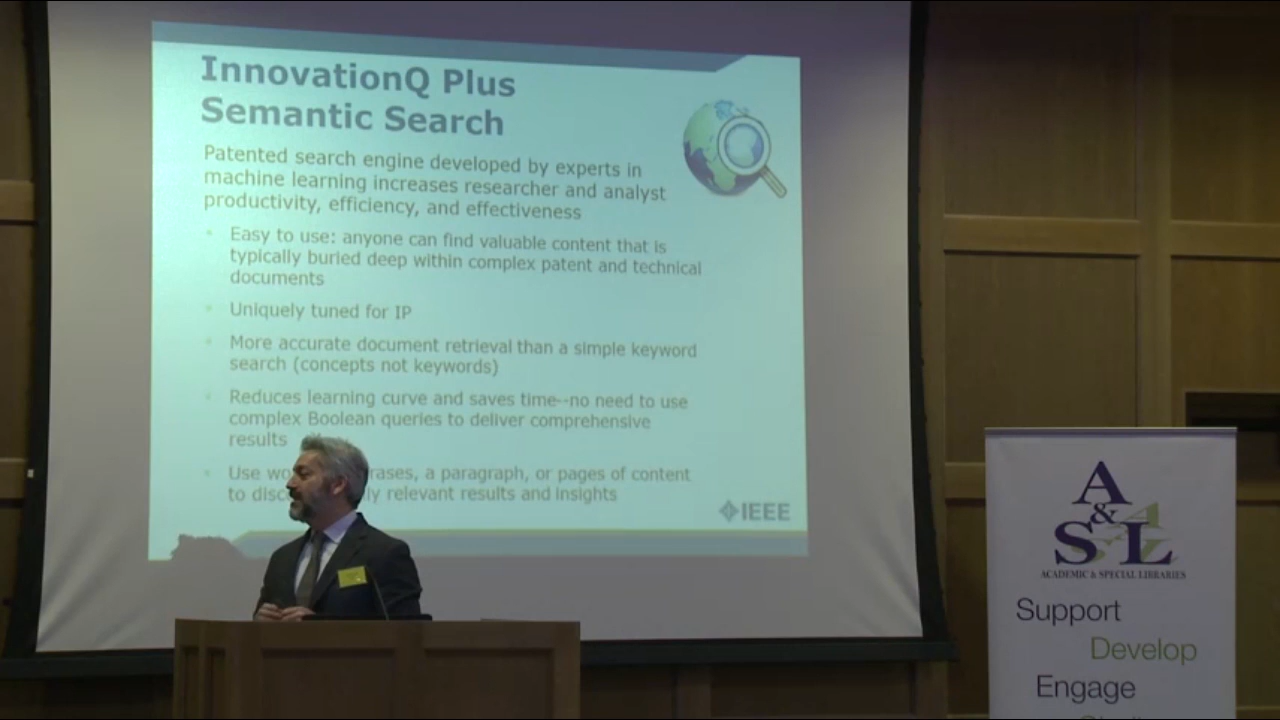 InnovationQ Plus
Semantic Search
Patented search engine developed by experts in
machine learning increases researcher and analyst
productivity, efficiency, and effectiveness
Easy to use: anyone can find valuable content that is
typically buried deep within complex patent and technical
documents
Uniquely tuned for IP
More accurate document retrieval than a simple keyword
search (concepts not keywords)
Reduces learning curve and saves time--no need to use
complex Boolean queries to deliver comprehensive
results
Use a paragraph, or pages of content
to relevant results and insights
IEEE
A
&
SL
ACADEMIC & SPECIAL LIBRARIES
Support
Develop
Engage